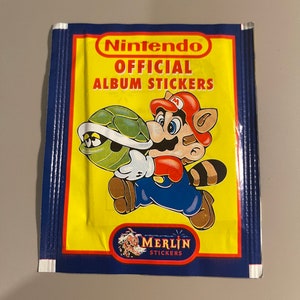 Nintendo
OFFICIAL
ALBUM STICKERS
MERLIN
STICKERS